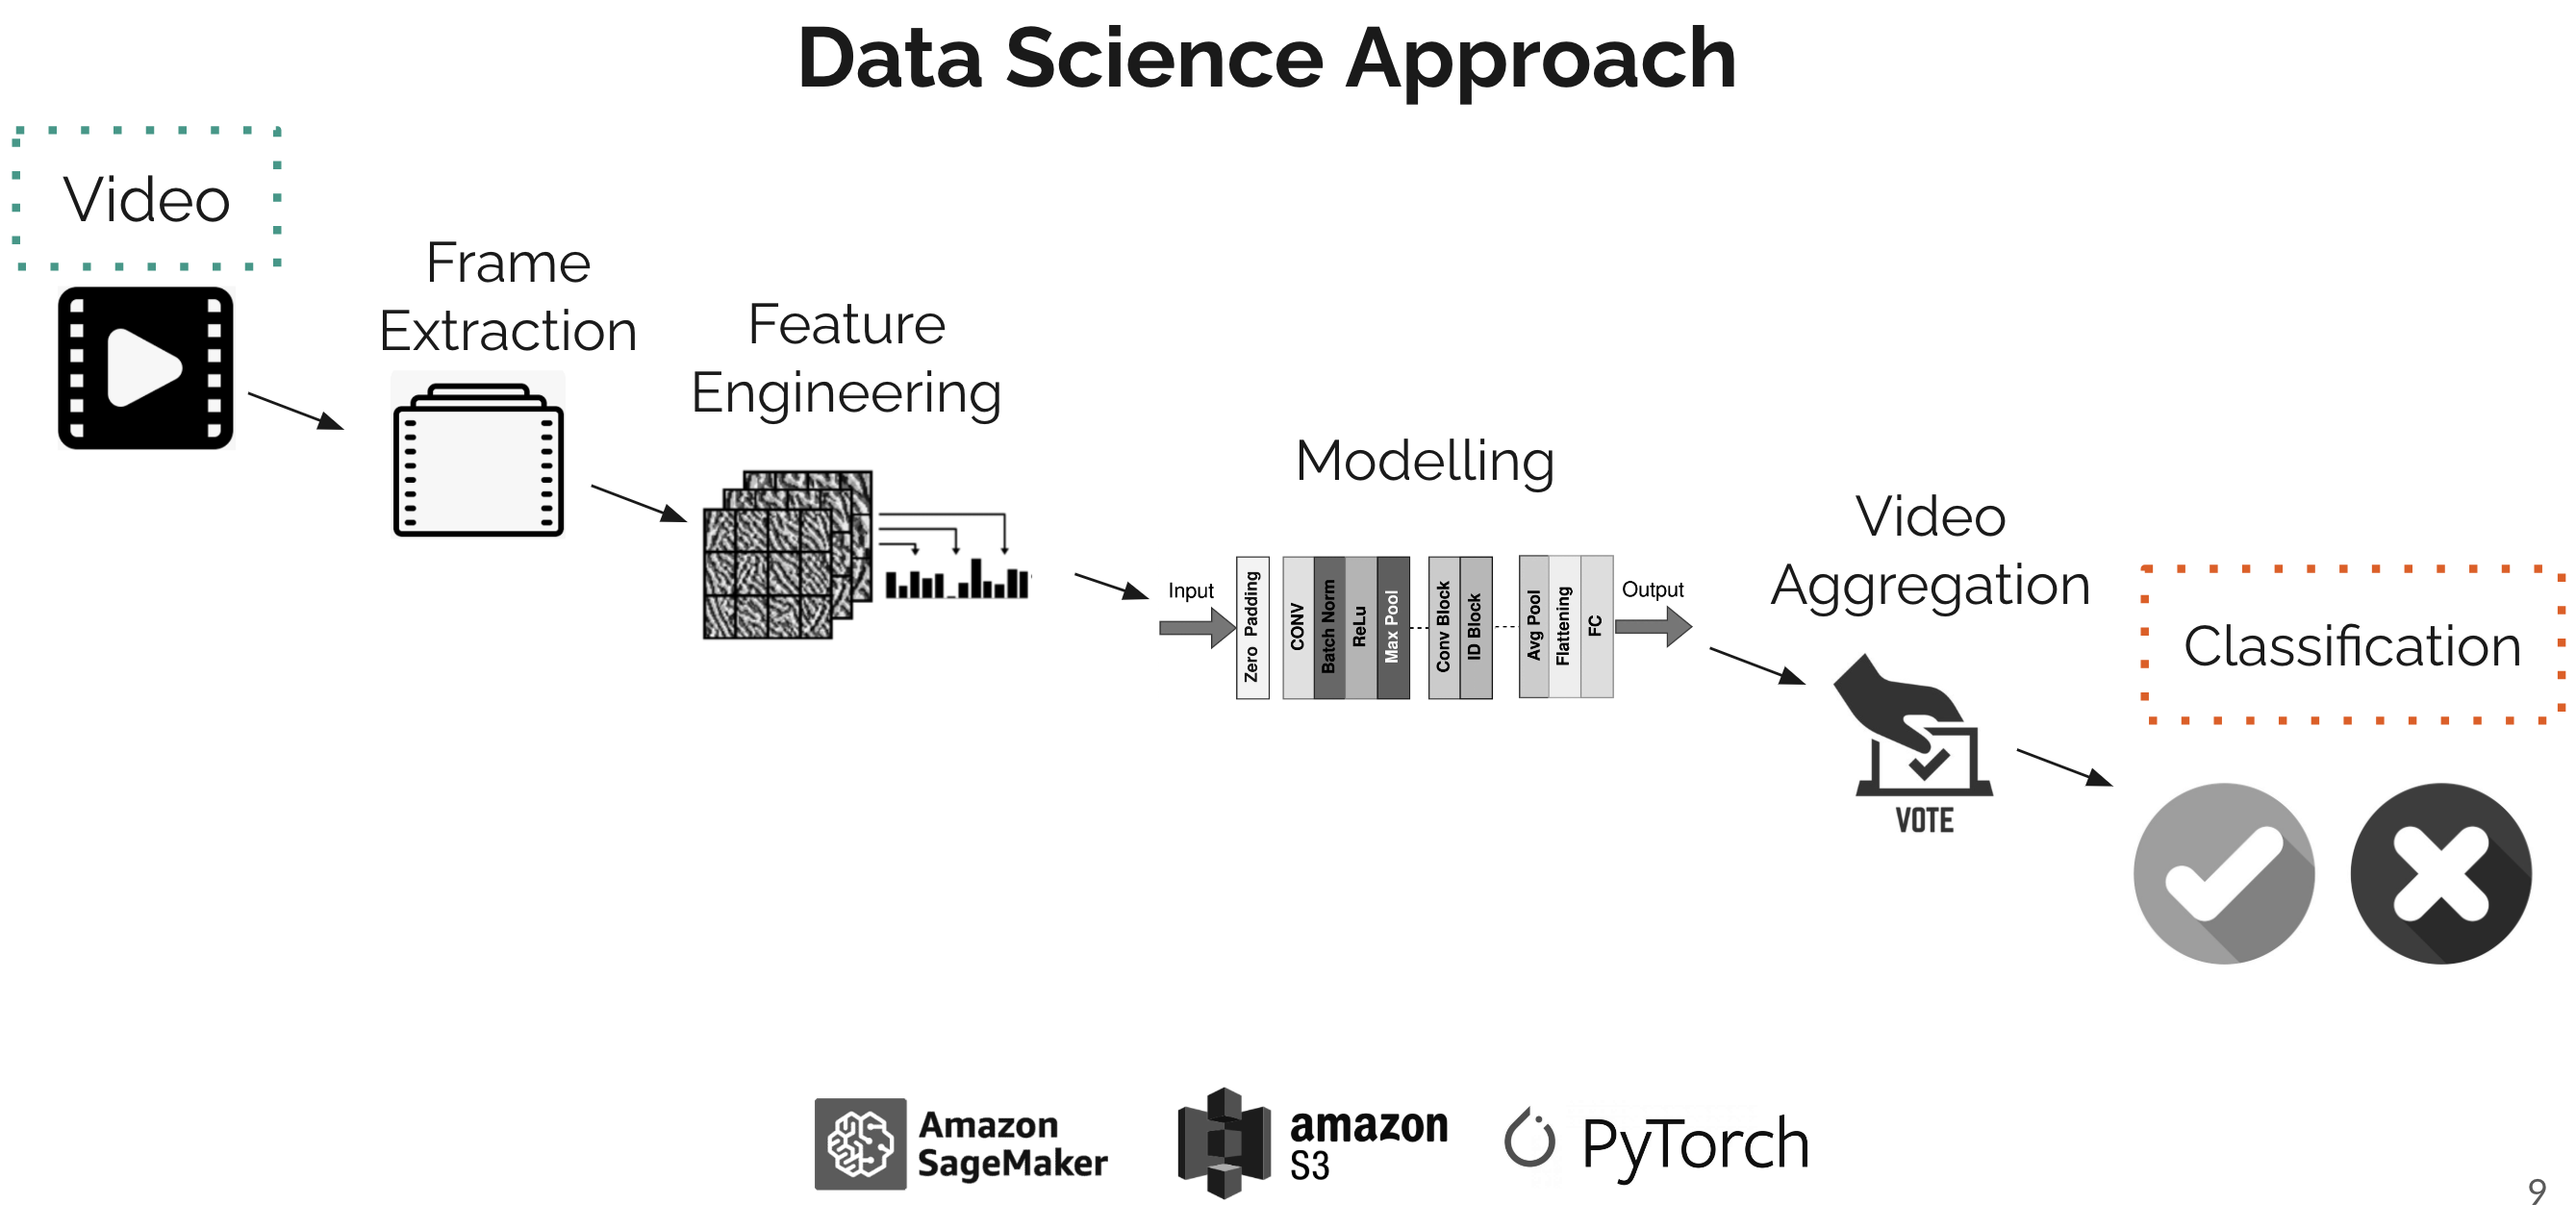 Data Science Approach
Video
Frame
Extraction
Feature
Engineering
Modelling
Input
Zero Padding
CONV
Batch Norm
ReLu
Max Pool
Conv Block
ID Block
Avg Pool
Flattening
FC
Output
Video
Aggregation
VOTE
Classification
Amazon
SageMaker
amazon
S3
PyTorch
9